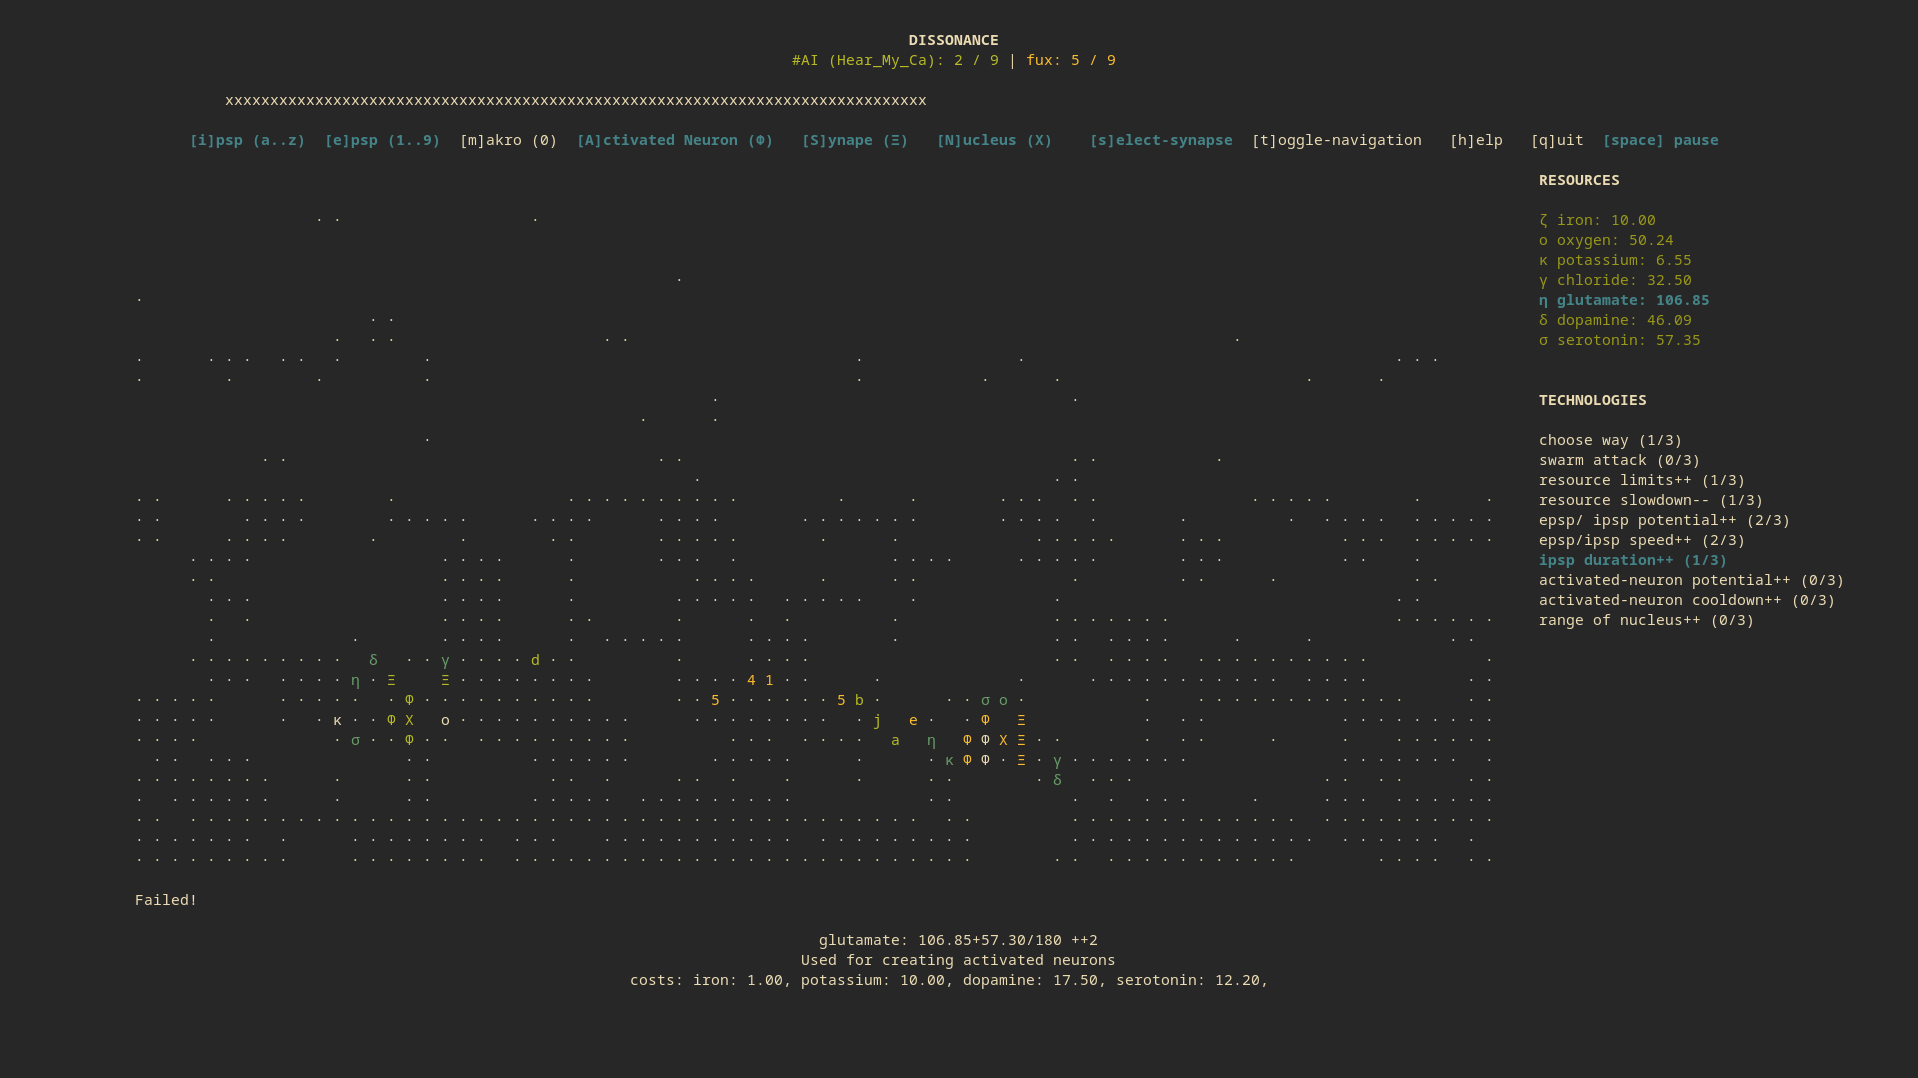 DISSONANCE
#AI (Hear_My_Ca): 2 / 9 | fux: 5 / 9
xxxxxxxxxxxxxxxxxxxxxxxxxxxxxxxxxxxxxxxxxxxxxxxxxxxxxxxxxxxxxxxxxxxxxxxxxxxxxx
[i]psp (a..z) [e]psp (1..9) [m]akro (0) [A]ctivated Neuron (Φ) [S]ynape (Ξ) [N]ucleus (Χ) [s]elect-synapse [t]oggle-navigation [h]elp [q]uit [space] pause
RESOURCES
ζ iron: 10.00
ο oxygen: 50.24
κ potassium: 6.55
γ chloride: 32.50
η glutamate: 106.85
δ dopamine: 46.09
σ serotonin: 57.35
TECHNOLOGIES
choose way (1/3)
swarm attack (0/3)
resource limits++ (1/3)
resource slowdown-- (1/3)
epsp/ ipsp potential++ (2/3)
epsp/ipsp speed++ (2/3)
ipsp duration++ (1/3)
activated-neuron potential++ (0/3)
activated-neuron cooldown++ (0/3)
range of nucleus++ (0/3)
δ γ d
η Ξ Ξ 4 1
Φ 5 5 b σ ο
κ Φ Χ ο j e Φ Ξ
σ Φ a η Φ Φ Χ Ξ
κ Φ Φ Ξ γ
δ
Failed!
glutamate: 106.85+57.30/180 ++2
Used for creating activated neurons
costs: iron: 1.00, potassium: 10.00, dopamine: 17.50, serotonin: 12.20,